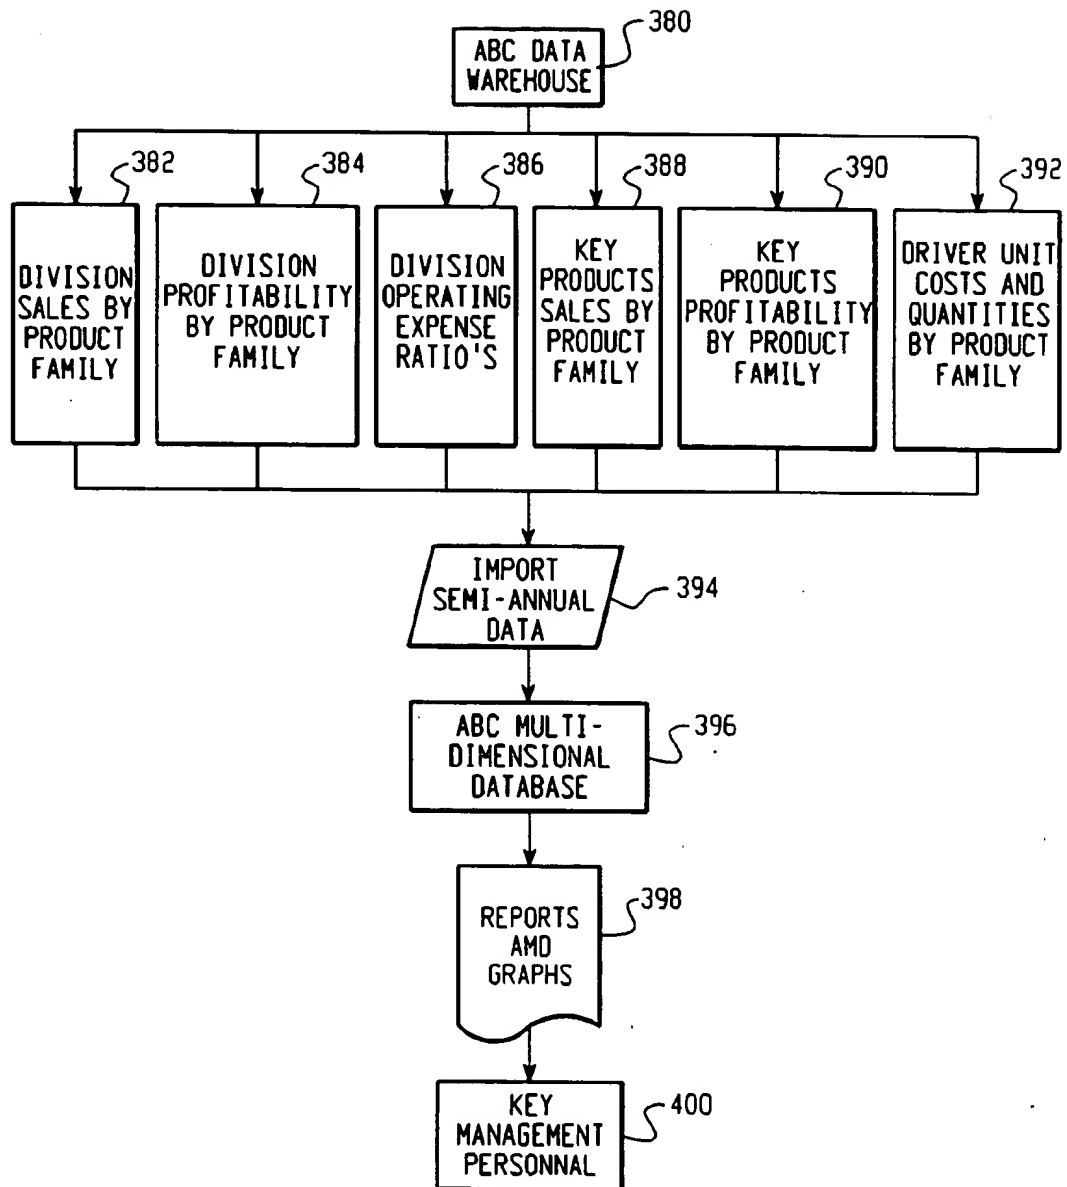 380
ABC DATA
WAREHOUSE
382
384
386
388
390
392
DIVISION
SALES BY
PRODUCT
FAMILY
DIVISION
PROFITABILITY
BY PRODUCT
FAMILY
DIVISION
OPERATING
EXPENSE
RATIO'S
KEY
PRODUCTS
SALES BY
PRODUCT
FAMILY
KEY
PRODUCTS
PROFITABILITY
BY PRODUCT
FAMILY
DRIVER UNIT
COSTS AND
QUANTITIES
BY PRODUCT
FAMILY
IMPORT
SEMI-ANNUAL
DATA
394
ABC MULTI-
DIMENSIONAL
DATABASE
396
REPORTS
AMD
GRAPHS
398
KEY
MANAGEMENT
PERSONNAL
400